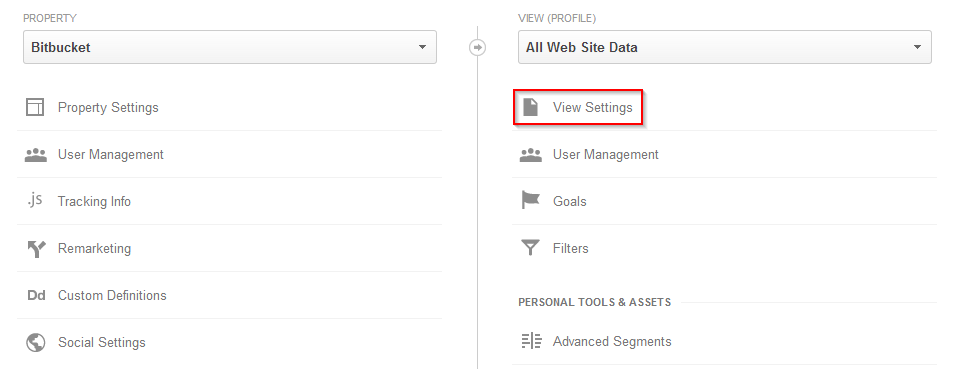 PROPERTY
Bitbucket
Property Settings
User Management
.js Tracking Info
Remarketing
Dd Custom Definitions
Social Settings
VIEW (PROFILE)
All Web Site Data
View Settings
User Management
Goals
Filters
PERSONAL TOOLS & ASSETS
Advanced Segments